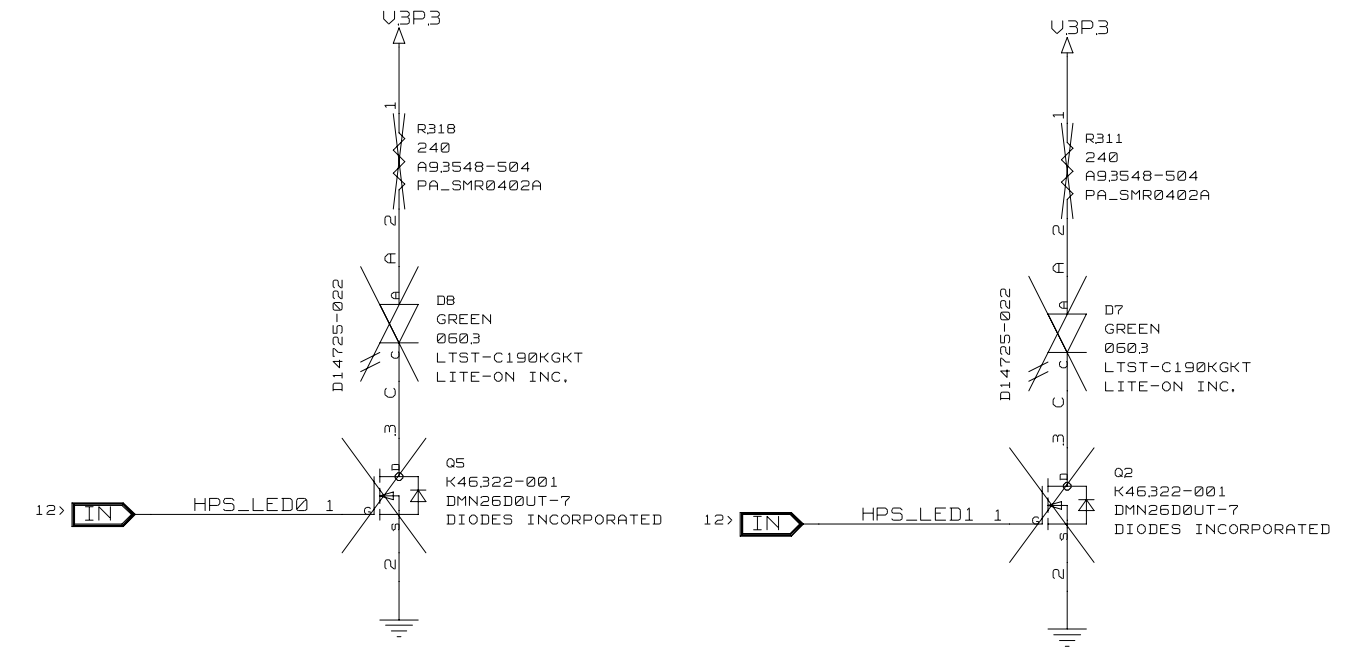 V3P3
1
R318
240
A93548-504
PA_SMR0402A
2
A
A
D14725-022
D8
GREEN
0603
LTST-C190KGKT
LITE-ON INC.
C
C
3
D
Q5
K46322-001
DMN26D0UT-7
DIODES INCORPORATED
12> IN HPS_LED0 1
G
S
2
V3P3
1
R311
240
A93548-504
PA_SMR0402A
2
A
A
D14725-022
D7
GREEN
0603
LTST-C190KGKT
LITE-ON INC.
C
C
3
D
Q2
K46322-001
DMN26D0UT-7
DIODES INCORPORATED
12> IN HPS_LED1 1
G
S
2